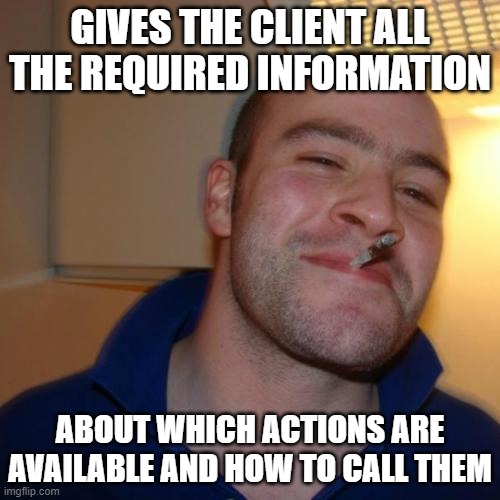 GIVES THE CLIENT ALL
THE REQUIRED INFORMATION
ABOUT WHICH ACTIONS ARE
AVAILABLE AND HOW TO CALL THEM
imgflip.com